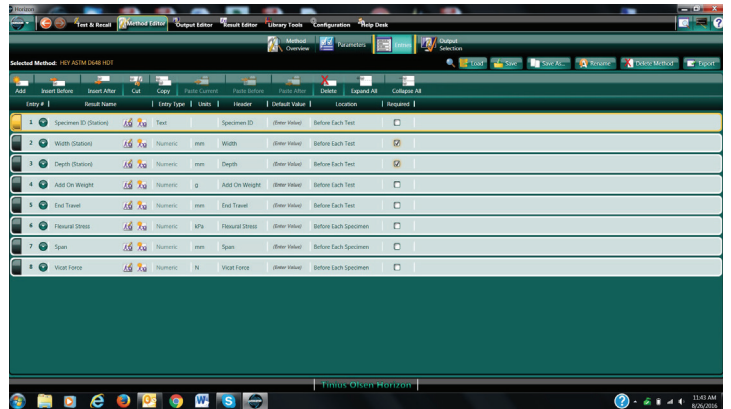 Horizon
Test & Recall Method Editor Output Editor Result Editor Library Tools Configuration Help Desk
Method Overview Parameters Entries Output Selection
Selected Method: HEY ASTM D648 HDT Load Save Save As... Rename Delete Method Export
Add Insert Before Insert After Cut Copy Paste Current Paste Before Paste After Delete Expand All Collapse All
Entry # Result Name Entry Type Units Header Default Value Location Required
1 Specimen ID (Station) Text Specimen ID (Enter Value) Before Each Test
2 Width (Station) Numeric mm Width (Enter Value) Before Each Test
3 Depth (Station) Numeric mm Depth (Enter Value) Before Each Test
4 Add On Weight Numeric g Add On Weight (Enter Value) Before Each Test
5 End Travel Numeric mm End Travel (Enter Value) Before Each Test
6 Flexural Stress Numeric kPa Flexural Stress (Enter Value) Before Each Specimen
7 Span Numeric mm Span (Enter Value) Before Each Specimen
8 Vicat Force Numeric N Vicat Force (Enter Value) Before Each Specimen
Tinius Olsen Horizon
11:43 AM
8/26/2016